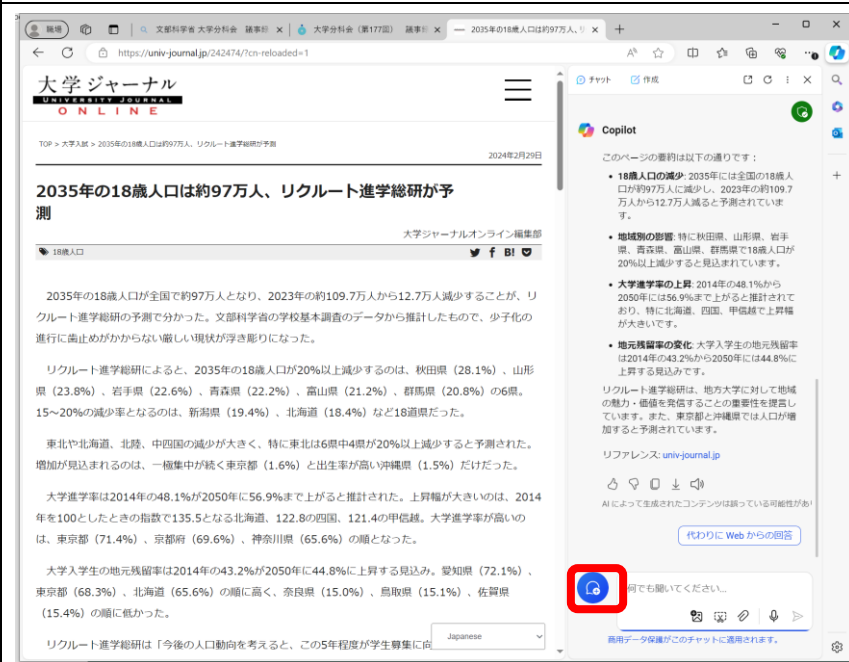 職場
文部科学省 大学分科会 議事
大学分科会（第177回） 議事
2035年の18歳人口は約97万人、リ
https://univ-journal.jp/242474/?cn-reloaded=1
大学ジャーナル
UNIVERSITY JOURNAL
ONLINE
TOP > 大学入試 > 2035年の18歳人口は約97万人、リクルート進学総研が予測
2024年2月29日
2035年の18歳人口は約97万人、リクルート進学総研が予
測
大学ジャーナルオンライン編集部
18歳人口
B!
2035年の18歳人口が全国で約97万人となり、2023年の約109.7万人から12.7万人減少することが、リ
クルート進学総研の予測で分かった。文部科学省の学校基本調査のデータから推計したもので、少子化の
進行に歯止めがかからない厳しい現状が浮き彫りになった。
リクルート進学総研によると、2035年の18歳人口が20%以上減少するのは、秋田県（28.1%）、山形
県（23.8%）、岩手県（22.6%）、青森県（22.2%）、富山県（21.2%）、群馬県（20.8%）の6県。
15～20%の減少率となるのは、新潟県（19.4%）、北海道（18.4%）など18道県だった。
東北や北海道、北陸、中四国の減少が大きく、特に東北は6県中4県が20%以上減少すると予測された。
増加が見込まれるのは、一極集中が続く東京都（1.6%）と出生率が高い沖縄県（1.5%）だけだった。
大学進学率は2014年の48.1%が2050年に56.9%まで上がると推計された。上昇幅が大きいのは、2014
年を100としたときの指数で135.5となる北海道、122.8の四国、121.4の甲信越。大学進学率が高いの
は、東京都（71.4%）、京都府（69.6%）、神奈川県（65.6%）の順となった。
大学入学生の地元残留率は2014年の43.2%が2050年に44.8%に上昇する見込み。愛知県（72.1%）、
東京都（68.3%）、北海道（65.6%）の順に高く、奈良県（15.0%）、鳥取県（15.1%）、佐賀県
（15.4%）の順に低かった。
リクルート進学総研は「今後の人口動向を考えると、この5年程度が学生募集に向
Japanese
チャット
作成
Copilot
このページの要約は以下の通りです：
• 18歳人口の減少: 2035年には全国の18歳人
口が約97万人に減少し、2023年の約109.7
万人から12.7万人減ると予測されていま
す。
• 地域別の影響: 特に秋田県、山形県、岩手
県、青森県、富山県、群馬県で18歳人口が
20%以上減少すると見込まれています。
• 大学進学率の上昇: 2014年の48.1%から
2050年には56.9%まで上がると推計されて
おり、特に北海道、四国、甲信越で上昇幅
が大きいです。
• 地元残留率の変化: 大学入学生の地元残留率
は2014年の43.2%から2050年には44.8%に
上昇する見込みです。
リクルート進学総研は、地方大学に対して地域
の魅力・価値を発信することの重要性を提言し
ています。また、東京都と沖縄県では人口が増
加すると予測されています。
リファレンス: univ-journal.jp
AI によって生成されたコンテンツは誤っている可能性があ
代わりに Web からの回答
何でも聞いてください...
商用データ保護がこのチャットに適用されます。